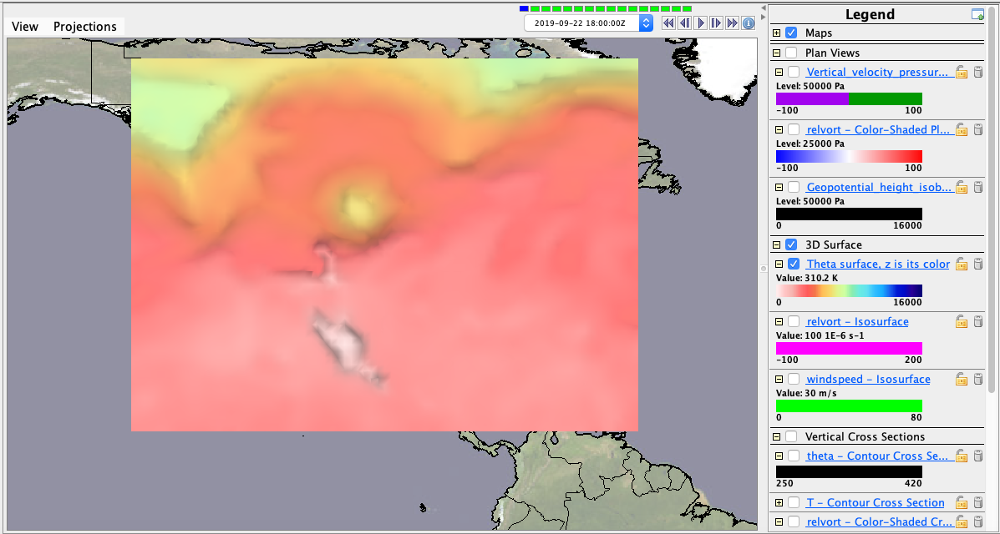 View Projections
2019-09-22 18:00:00Z
Legend
Maps
Plan Views
Vertical_velocity_pressur...
Level: 50000 Pa
-100 100
relvort - Color-Shaded Pl...
Level: 25000 Pa
-100 100
Geopotential_height_isob...
Level: 50000 Pa
0 16000
3D Surface
Theta surface, z is its color
Value: 310.2 K
0 16000
relvort - Isosurface
Value: 100 1E-6 s-1
-100 200
windspeed - Isosurface
Value: 30 m/s
0 80
Vertical Cross Sections
theta - Contour Cross Se...
250 420
T - Contour Cross Section
relvort - Color-Shaded Cr...